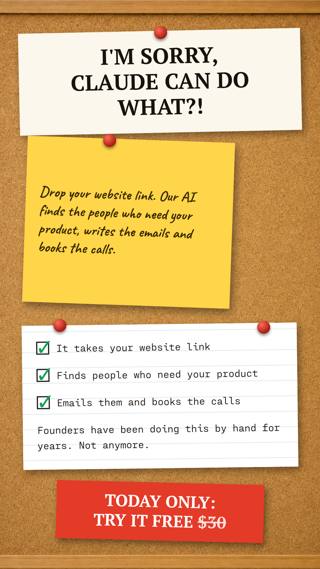 I'M SORRY,
CLAUDE CAN DO
WHAT?!
Drop your website link. Our AI
finds the people who need your
product, writes the emails and
books the calls.
It takes your website link
Finds people who need your product
Emails them and books the calls
Founders have been doing this by hand for
years. Not anymore.
TODAY ONLY:
TRY IT FREE $30